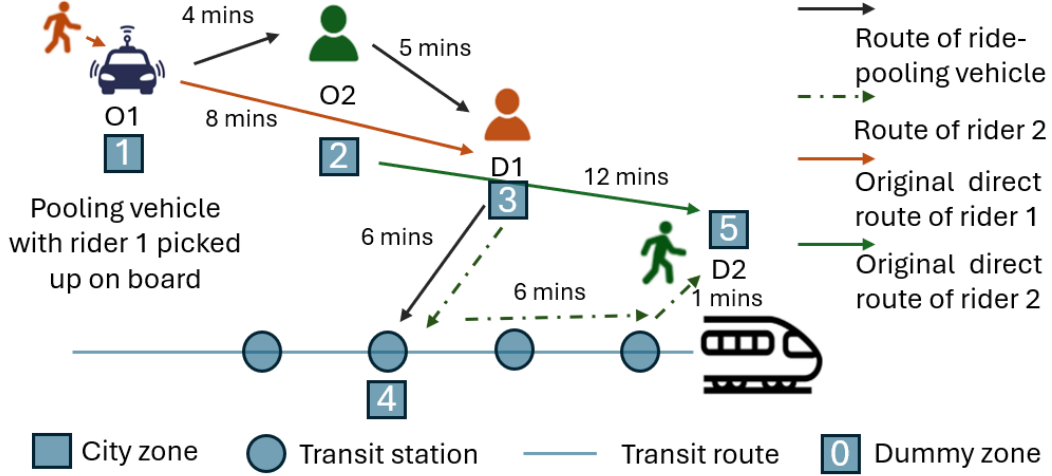 4 mins
5 mins
O1
O2
8 mins
1
2
D1
3
12 mins
Pooling vehicle
with rider 1 picked
up on board
6 mins
5
D2
6 mins
1 mins
4
Route of ride-
pooling vehicle
Route of rider 2
Original direct
route of rider 1
Original direct
route of rider 2
City zone
Transit station
Transit route
0
Dummy zone